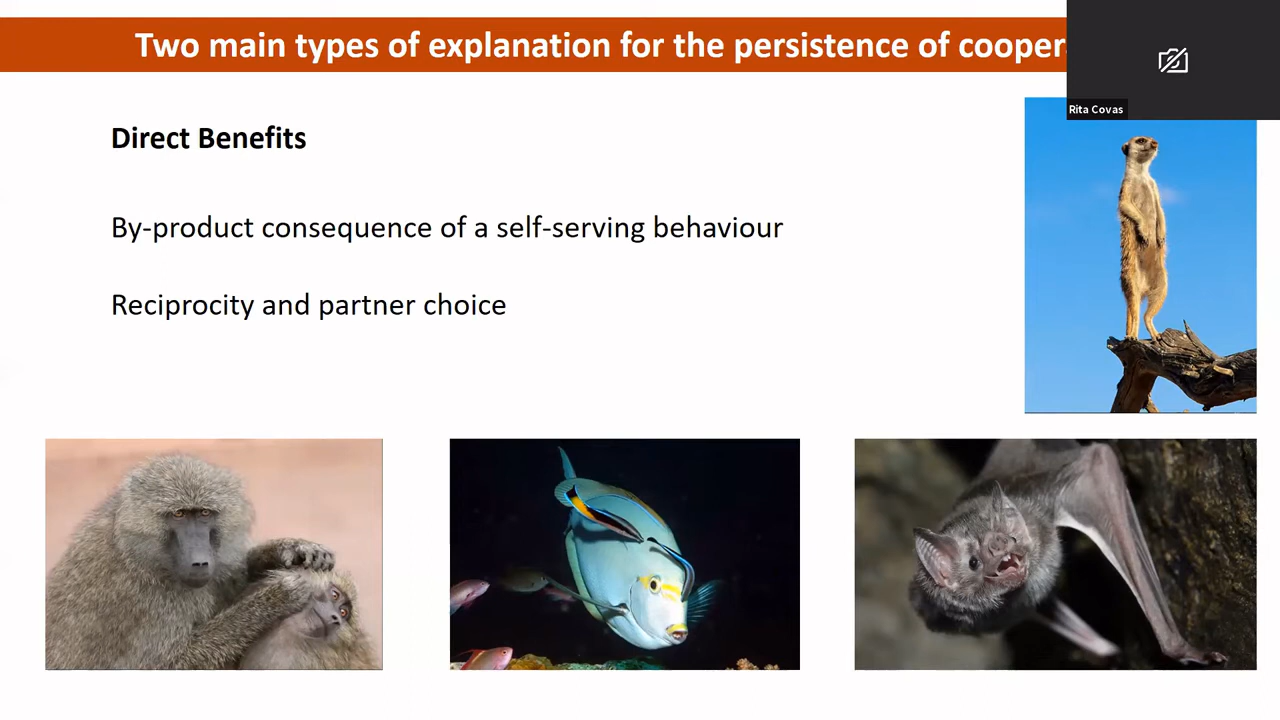 Two main types of explanation for the persistence of cooper
Rita Covas
Direct Benefits
By-product consequence of a self-serving behaviour
Reciprocity and partner choice